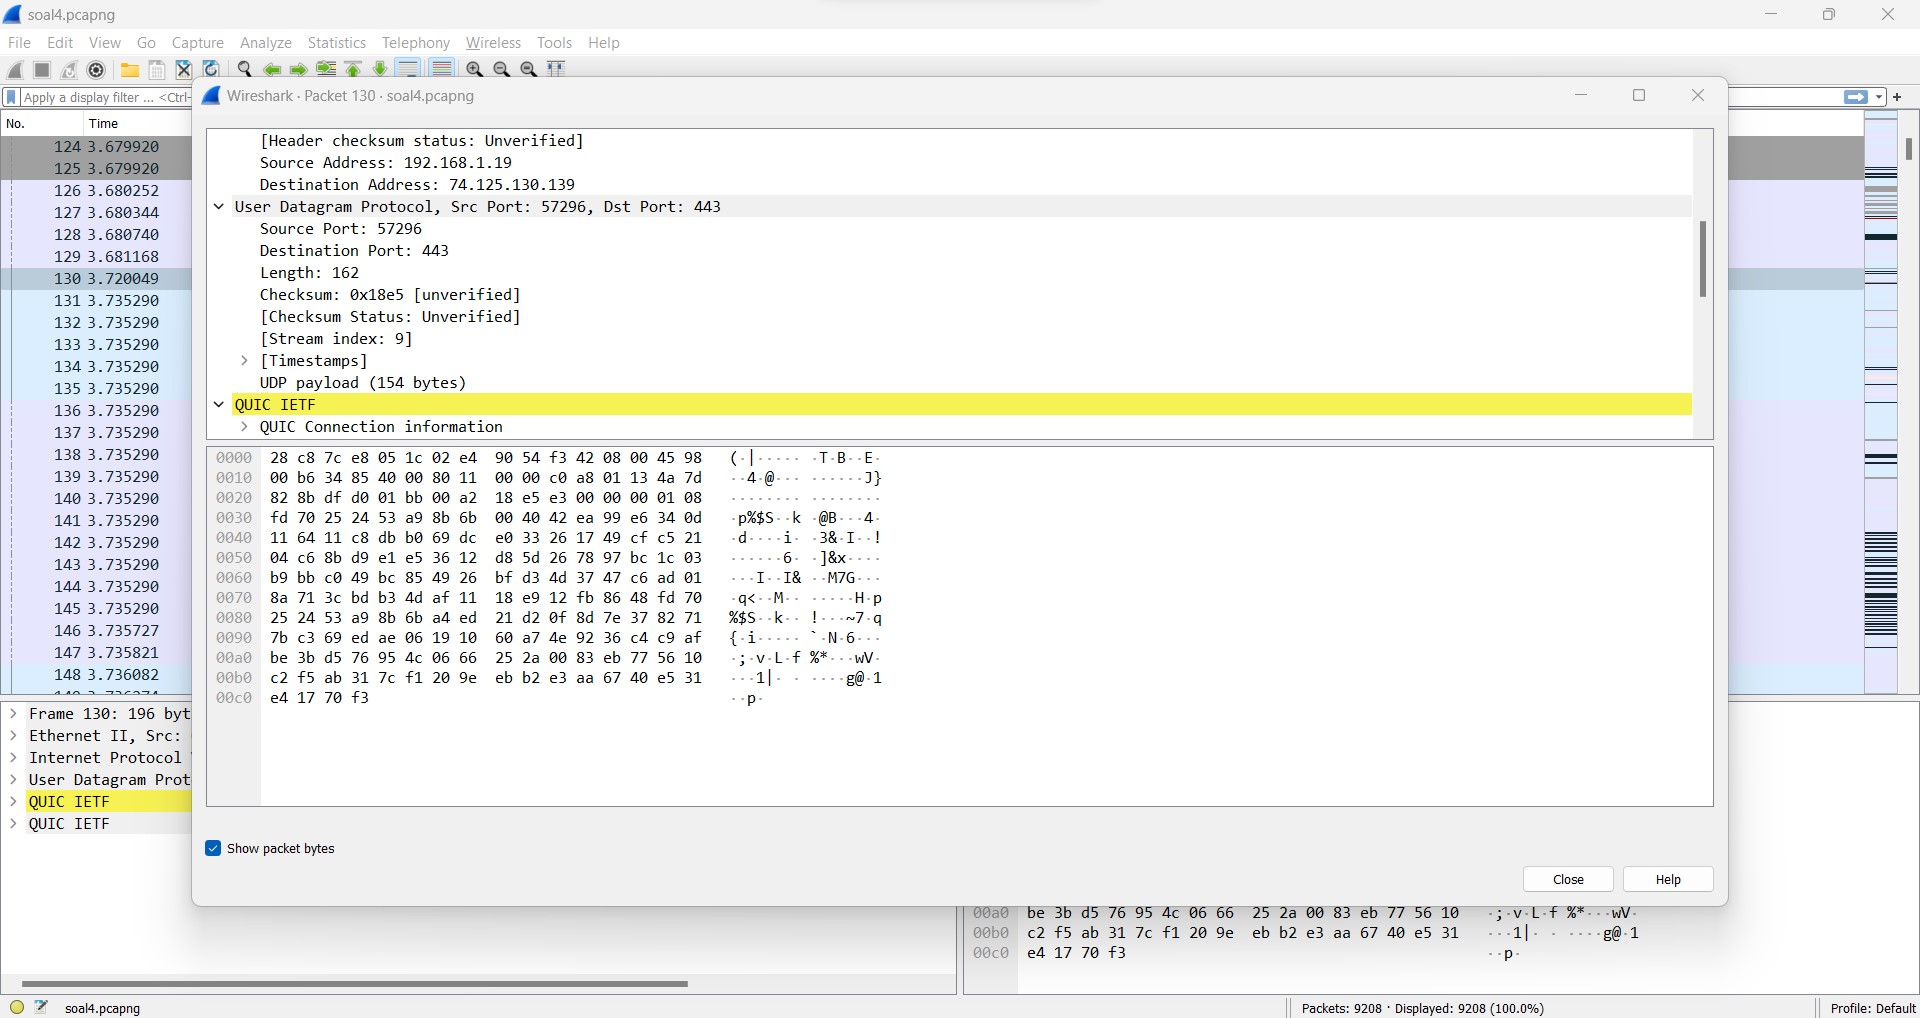 soal4.pcapng
File Edit View Go Capture Analyze Statistics Telephony Wireless Tools Help
Apply a display filter ... <Ctrl-
No. Time
124 3.679920
125 3.679920
126 3.680252
127 3.680344
128 3.680740
129 3.681168
130 3.720049
131 3.735290
132 3.735290
133 3.735290
134 3.735290
135 3.735290
136 3.735290
137 3.735290
138 3.735290
139 3.735290
140 3.735290
141 3.735290
142 3.735290
143 3.735290
144 3.735290
145 3.735290
146 3.735727
147 3.735821
148 3.736082
149 3.736274
Wireshark · Packet 130 · soal4.pcapng
[Header checksum status: Unverified]
Source Address: 192.168.1.19
Destination Address: 74.125.130.139
User Datagram Protocol, Src Port: 57296, Dst Port: 443
Source Port: 57296
Destination Port: 443
Length: 162
Checksum: 0x18e5 [unverified]
[Checksum Status: Unverified]
[Stream index: 9]
[Timestamps]
UDP payload (154 bytes)
QUIC IETF
QUIC Connection information
0000 28 c8 7c e8 05 1c 02 e4 90 54 f3 42 08 00 45 98 (·|····· ·T·B··E·
0010 00 b6 34 85 40 00 80 11 00 00 c0 a8 01 13 4a 7d ··4·@··· ······J}
0020 82 8b df d0 01 bb 00 a2 18 e5 e3 00 00 00 01 08 ········ ········
0030 fd 70 25 24 53 a9 8b 6b 00 40 42 ea 99 e6 34 0d ·p%$S··k ·@B···4·
0040 11 64 11 c8 db b0 69 dc e0 33 26 17 49 cf c5 21 ·d····i· ·3&·I··!
0050 04 c6 8b d9 e1 e5 36 12 d8 5d 26 78 97 bc 1c 03 ······6· ·]&x····
0060 b9 bb c0 49 bc 85 49 26 bf d3 4d 37 47 c6 ad 01 ···I··I& ··M7G···
0070 8a 71 3c bd b3 4d af 11 18 e9 12 fb 86 48 fd 70 ·q<··M·· ·····H·p
0080 25 24 53 a9 8b 6b a4 ed 21 d2 0f 8d 7e 37 82 71 %$S··k·· !···~7·q
0090 7b c3 69 ed ae 06 19 10 60 a7 4e 92 36 c4 c9 af {·i····· `·N·6···
00a0 be 3b d5 76 95 4c 06 66 25 2a 00 83 eb 77 56 10 ·;·v·L·f %*···wV·
00b0 c2 f5 ab 31 7c f1 20 9e eb b2 e3 aa 67 40 e5 31 ···1|· · ····g@·1
00c0 e4 17 70 f3 ··p·
Show packet bytes
Close Help
Frame 130: 196 byt
Ethernet II, Src:
Internet Protocol
User Datagram Prot
QUIC IETF
QUIC IETF
00a0 be 3b d5 76 95 4c 06 66 25 2a 00 83 eb 77 56 10 ·;·v·L·f %*···wV·
00b0 c2 f5 ab 31 7c f1 20 9e eb b2 e3 aa 67 40 e5 31 ···1|· · ····g@·1
00c0 e4 17 70 f3 ··p·
soal4.pcapng
Packets: 9208 · Displayed: 9208 (100.0%)
Profile: Default